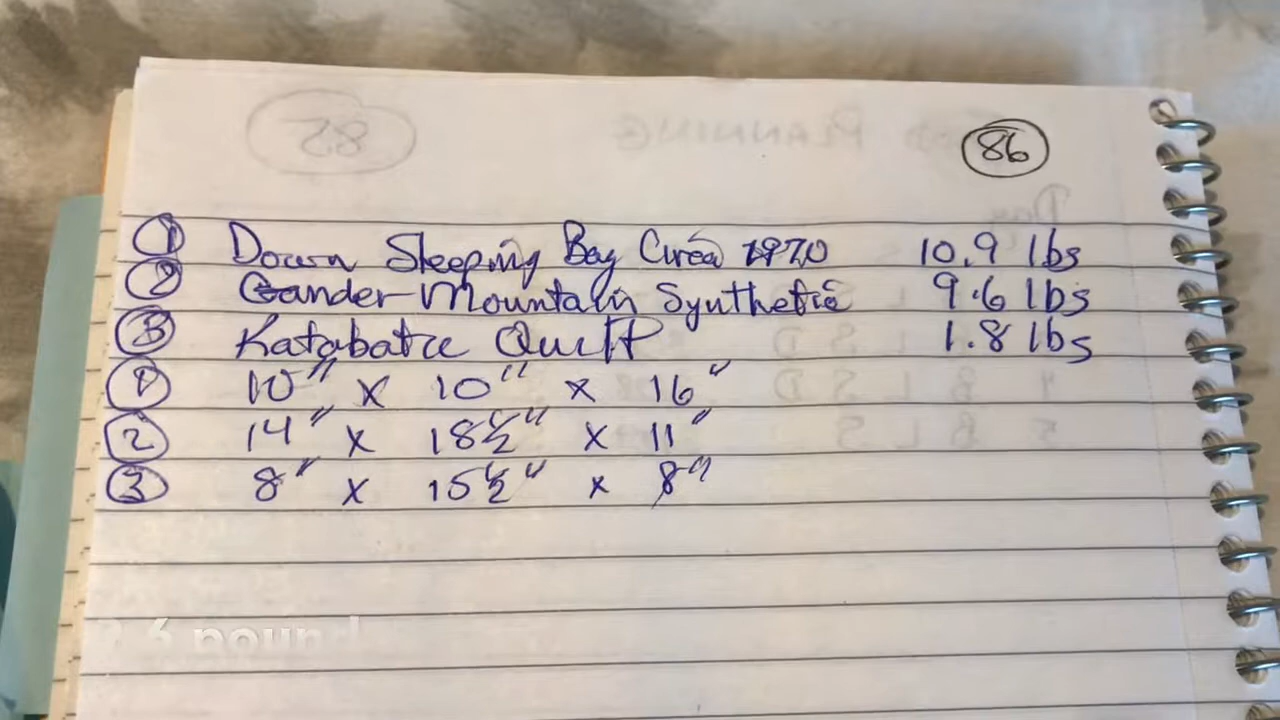 86
① Down Sleeping Bag Circa 1970 10.9 lbs
② Gander Mountain Synthetic 9.6 lbs
③ Katabatic Quilt 1.8 lbs
① 10" x 10" x 16"
② 14" x 18½" x 11"
③ 8" x 15½" x 8"